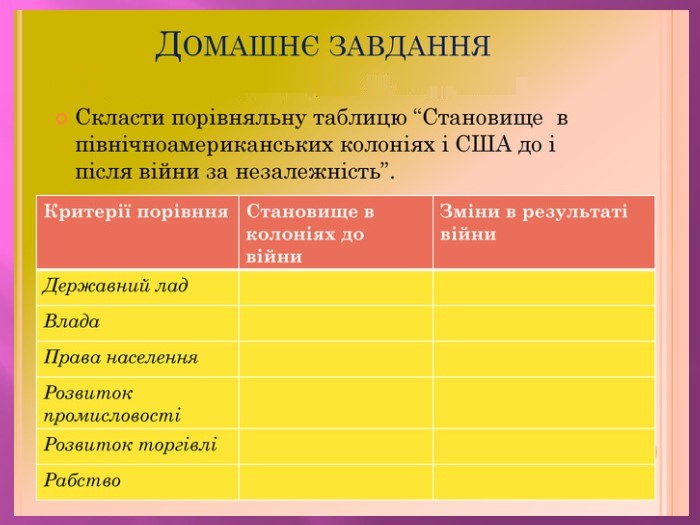 Домашнє завдання
Скласти порівняльну таблицю “Становище в
північноамериканських колоніях і США до і
після війни за незалежність”.
Критерії порівння
Становище в
колоніях до
війни
Зміни в результаті
війни
Державний лад
Влада
Права населення
Розвиток
промисловості
Розвиток торгівлі
Рабство